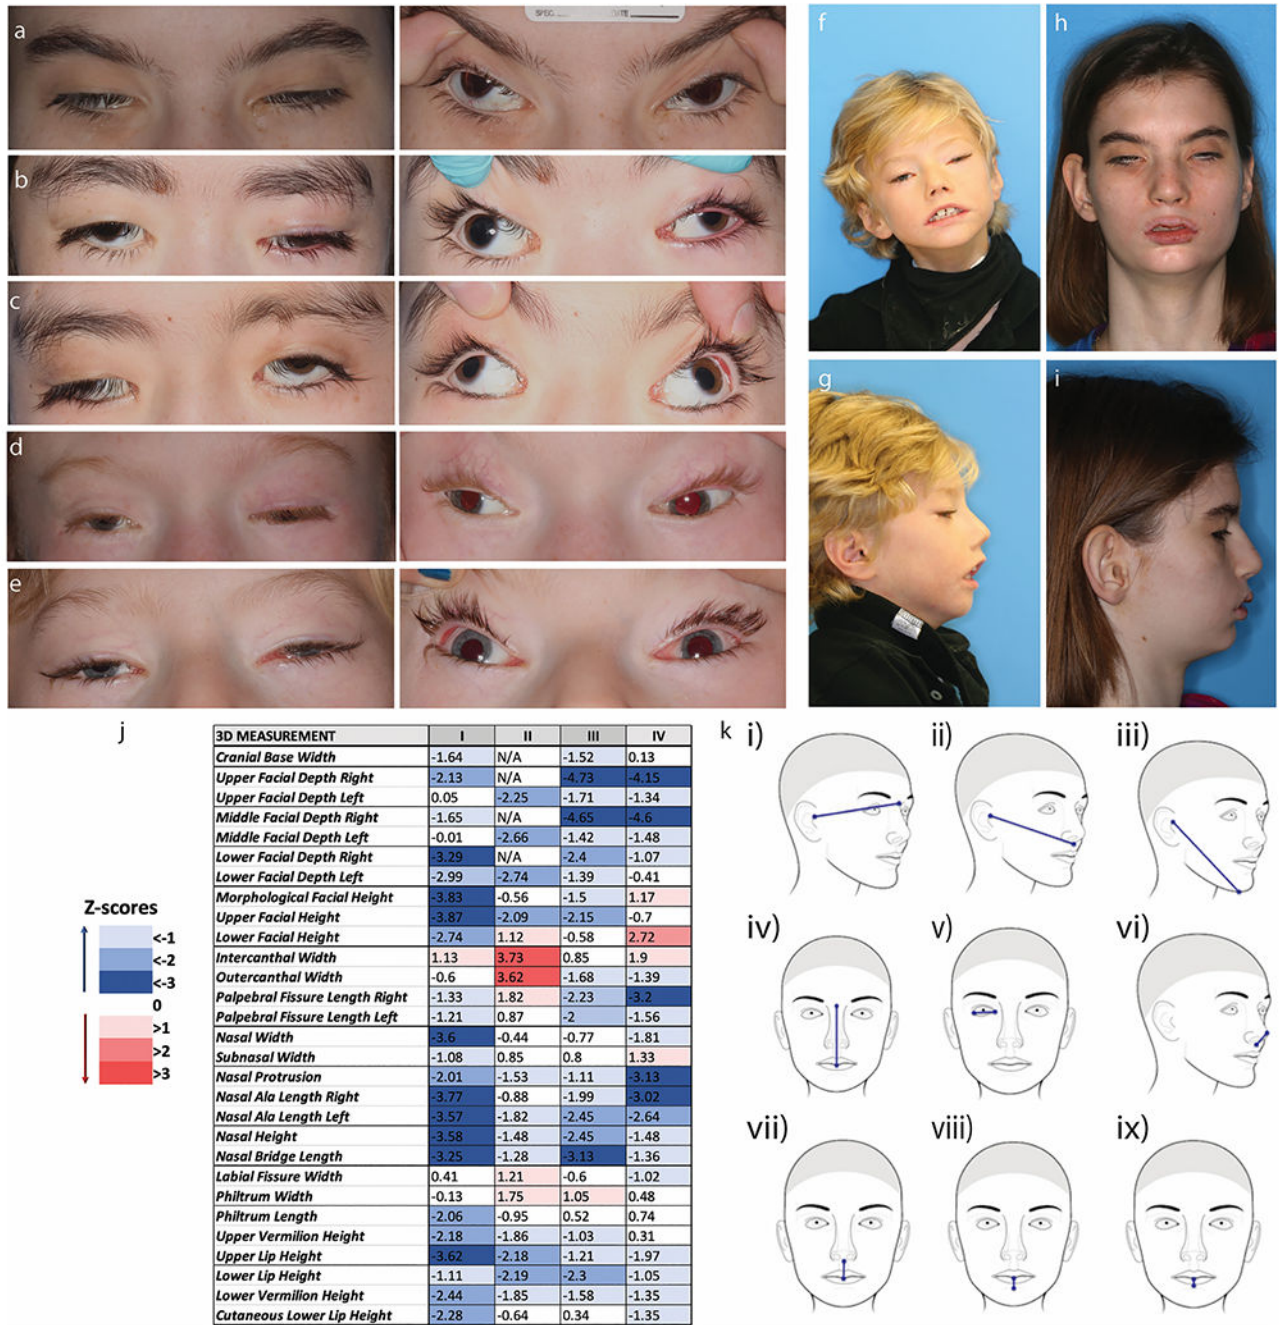 a
SPEC. DATE
b
c
d
e
f
h
g
i
j
3D MEASUREMENT I II III IV
Cranial Base Width -1.64 N/A -1.52 0.13
Upper Facial Depth Right -2.13 N/A -4.73 -4.15
Upper Facial Depth Left 0.05 -2.25 -1.71 -1.34
Middle Facial Depth Right -1.65 N/A -4.65 -4.6
Middle Facial Depth Left -0.01 -2.66 -1.42 -1.48
Lower Facial Depth Right -3.29 N/A -2.4 -1.07
Lower Facial Depth Left -2.99 -2.74 -1.39 -0.41
Morphological Facial Height -3.83 -0.56 -1.5 1.17
Upper Facial Height -3.87 -2.09 -2.15 -0.7
Lower Facial Height -2.74 1.12 -0.58 2.72
Intercanthal Width 1.13 3.73 0.85 1.9
Outercanthal Width -0.6 3.62 -1.68 -1.39
Palpebral Fissure Length Right -1.33 1.82 -2.23 -3.2
Palpebral Fissure Length Left -1.21 0.87 -2 -1.56
Nasal Width -3.6 -0.44 -0.77 -1.81
Subnasal Width -1.08 0.85 0.8 1.33
Nasal Protrusion -2.01 -1.53 -1.11 -3.13
Nasal Ala Length Right -3.77 -0.88 -1.99 -3.02
Nasal Ala Length Left -3.57 -1.82 -2.45 -2.64
Nasal Height -3.58 -1.48 -2.45 -1.48
Nasal Bridge Length -3.25 -1.28 -3.13 -1.36
Labial Fissure Width 0.41 1.21 -0.6 -1.02
Philtrum Width -0.13 1.75 1.05 0.48
Philtrum Length -2.06 -0.95 0.52 0.74
Upper Vermilion Height -2.18 -1.86 -1.03 0.31
Upper Lip Height -3.62 -2.18 -1.21 -1.97
Lower Lip Height -1.11 -2.19 -2.3 -1.05
Lower Vermilion Height -2.44 -1.85 -1.58 -1.35
Cutaneous Lower Lip Height -2.28 -0.64 0.34 -1.35
Z-scores
<-1
<-2
<-3
0
>1
>2
>3
k
i)
ii)
iii)
iv)
v)
vi)
vii)
viii)
ix)